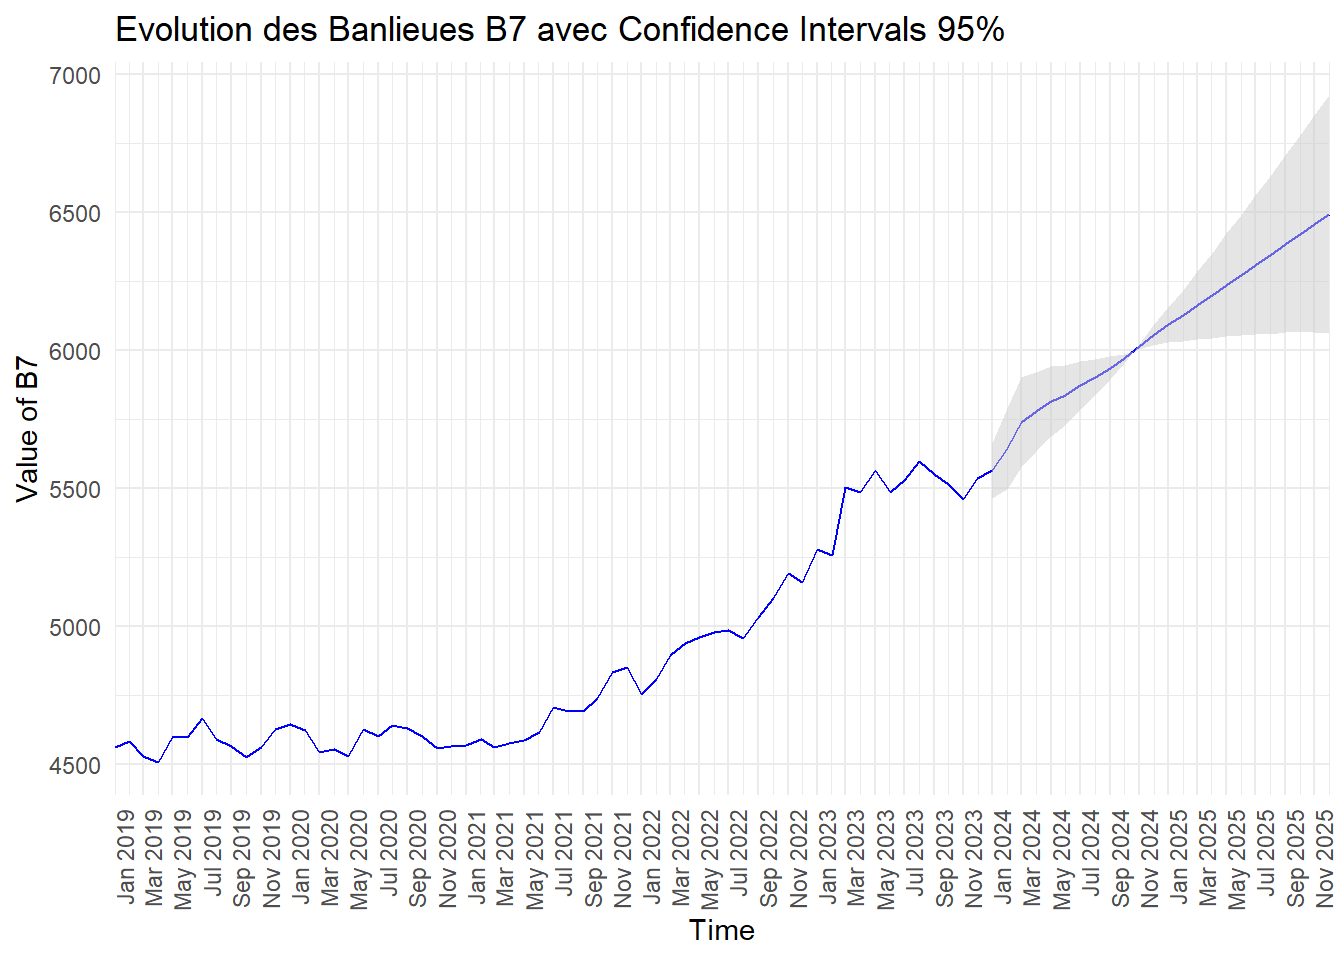 Evolution des Banlieues B7 avec Confidence Intervals 95%
Value of B7
7000
6500
6000
5500
5000
4500
Jan 2019
Mar 2019
May 2019
Jul 2019
Sep 2019
Nov 2019
Jan 2020
Mar 2020
May 2020
Jul 2020
Sep 2020
Nov 2020
Jan 2021
Mar 2021
May 2021
Jul 2021
Sep 2021
Nov 2021
Jan 2022
Mar 2022
May 2022
Jul 2022
Sep 2022
Nov 2022
Jan 2023
Mar 2023
May 2023
Jul 2023
Sep 2023
Nov 2023
Jan 2024
Mar 2024
May 2024
Jul 2024
Sep 2024
Nov 2024
Jan 2025
Mar 2025
May 2025
Jul 2025
Sep 2025
Nov 2025
Time